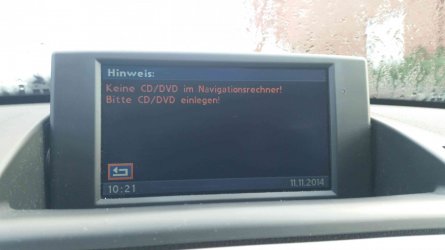 Hinweis:
Keine CD/DVD im Navigationsrechner!
Bitte CD/DVD einlegen!
10:21 11.11.2014